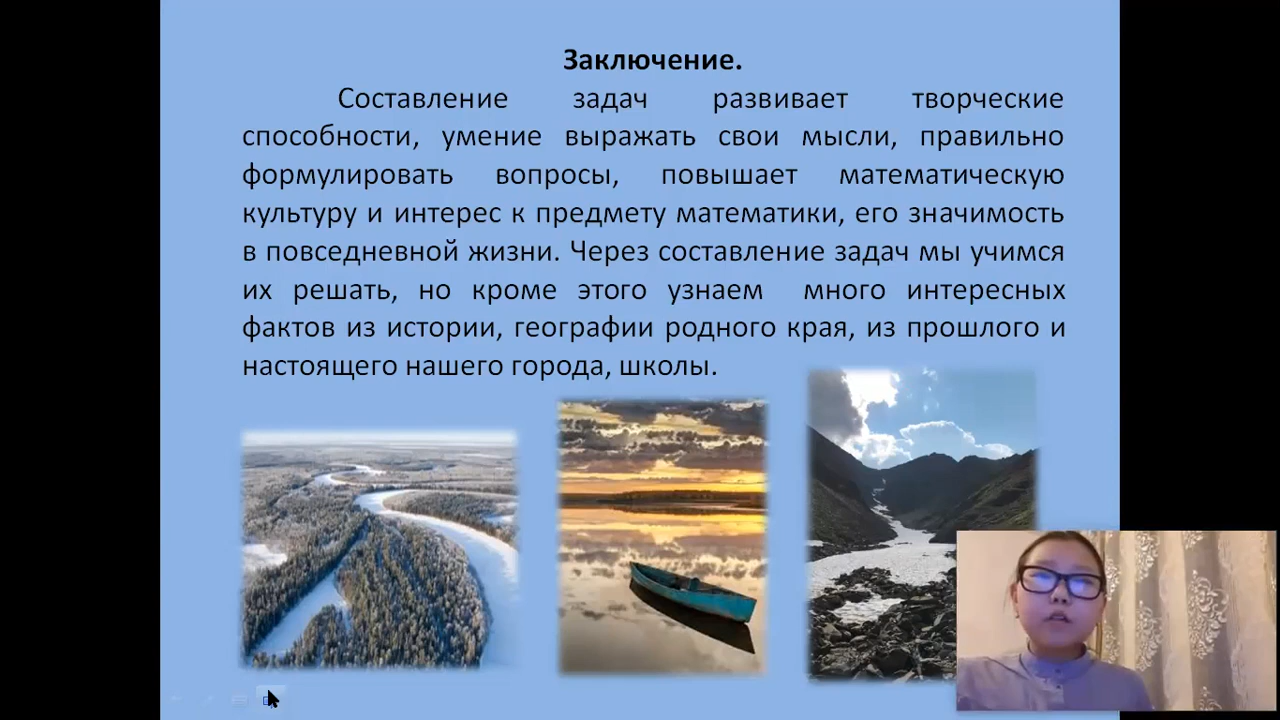 Заключение.
Составление задач развивает творческие
способности, умение выражать свои мысли, правильно
формулировать вопросы, повышает математическую
культуру и интерес к предмету математики, его значимость
в повседневной жизни. Через составление задач мы учимся
их решать, но кроме этого узнаем много интересных
фактов из истории, географии родного края, из прошлого и
настоящего нашего города, школы.